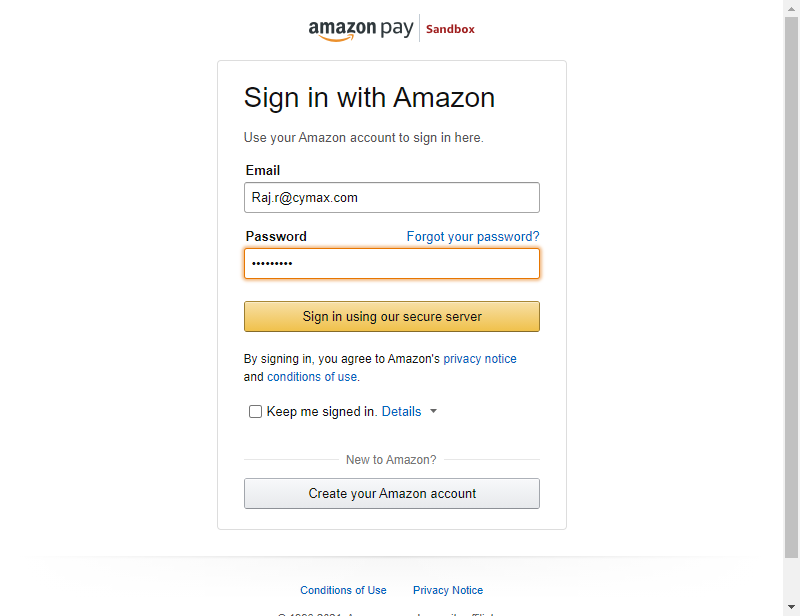 amazon pay Sandbox
Sign in with Amazon
Use your Amazon account to sign in here.
Email
Raj.r@cymax.com
Password Forgot your password?
•••••••••
Sign in using our secure server
By signing in, you agree to Amazon's privacy notice
and conditions of use.
Keep me signed in. Details
New to Amazon?
Create your Amazon account
Conditions of Use Privacy Notice